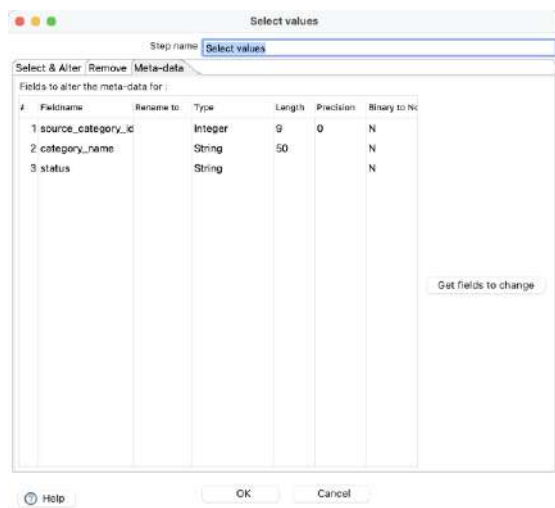 Select values
Step name Select values
Select & Alter Remove Meta-data
Fields to alter the meta-data for :
# Fieldname Rename to Type Length Precision Binary to No
1 source_category_id Integer 9 0 N
2 category_name String 50 N
3 status String N
Get fields to change
Help OK Cancel